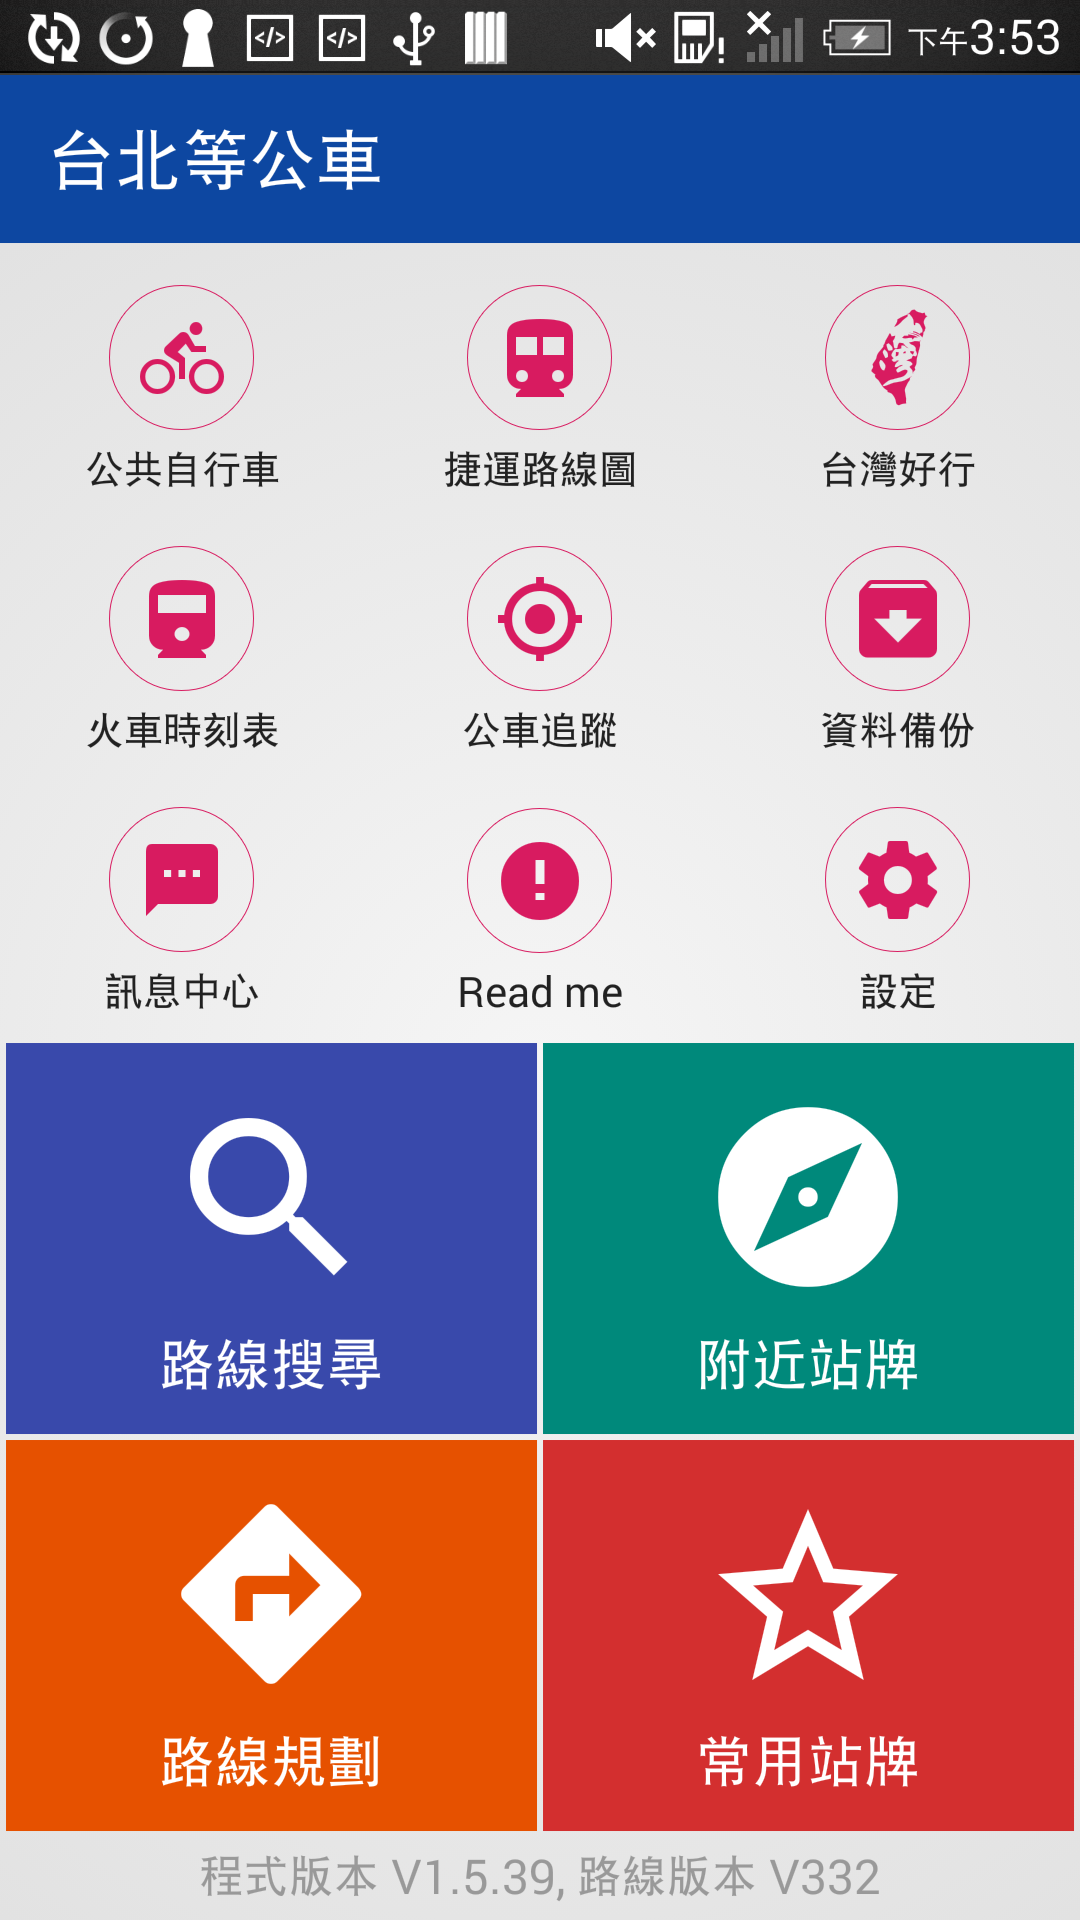 下午3:53
台北等公車
公共自行車
捷運路線圖
台灣好行
火車時刻表
公車追蹤
資料備份
訊息中心
Read me
設定
路線搜尋
附近站牌
路線規劃
常用站牌
程式版本 V1.5.39, 路線版本 V332